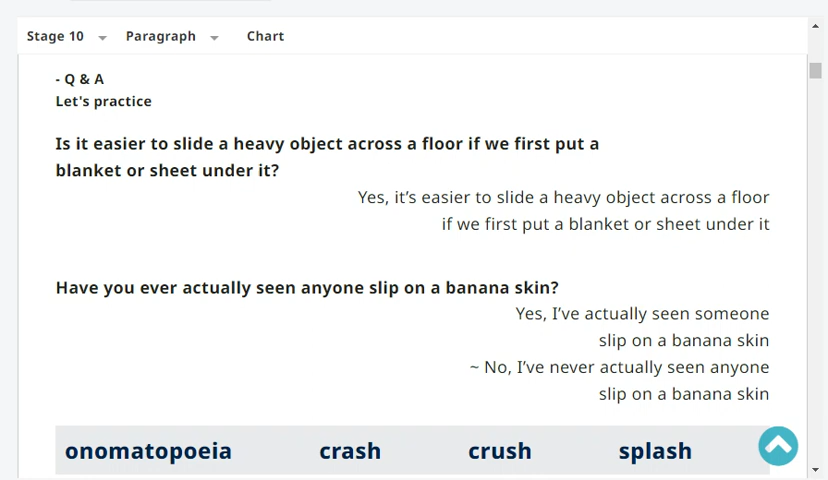 Stage 10 Paragraph Chart
- Q & A
Let's practice
Is it easier to slide a heavy object across a floor if we first put a
blanket or sheet under it?
Yes, it’s easier to slide a heavy object across a floor
if we first put a blanket or sheet under it
Have you ever actually seen anyone slip on a banana skin?
Yes, I’ve actually seen someone
slip on a banana skin
~ No, I’ve never actually seen anyone
slip on a banana skin
onomatopoeia crash crush splash